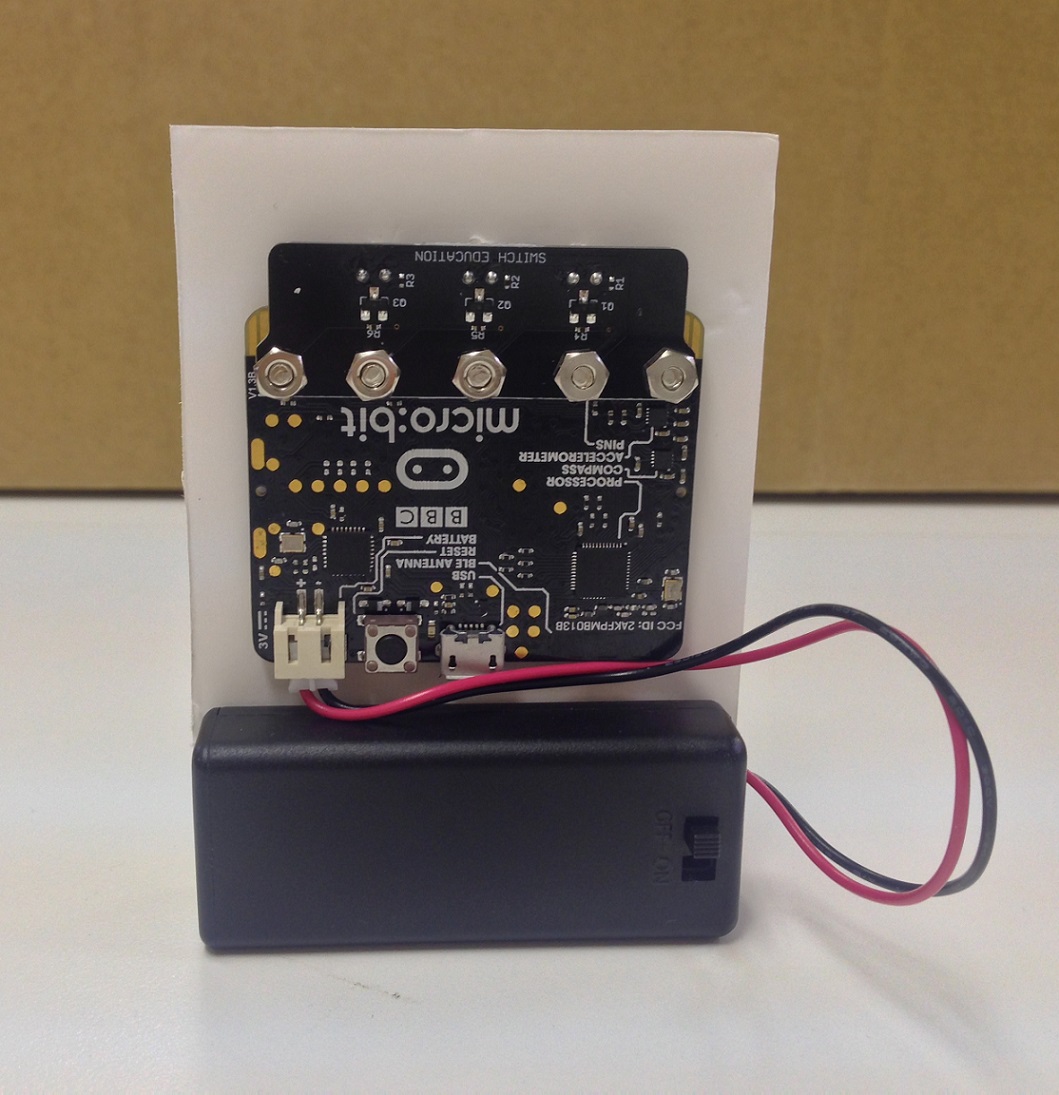 SWITCH EDUCATION
R3
R2
R1
Q3
Q2
Q1
R6
R5
R4
V1.3B
micro:bit
PINS
ACCELEROMETER
COMPASS
PROCESSOR
BBC
BATTERY
RESET
BLE ANTENNA
USB
+
3V
FCC ID: 2AKFPMB013B
OFF ON